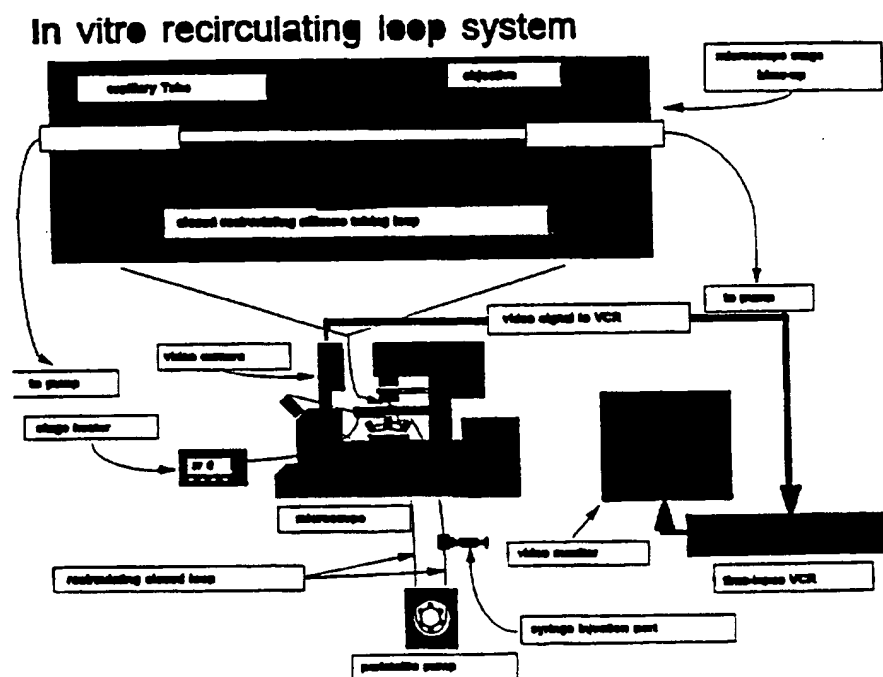 In vitro recirculating loop system
microscope stage
blow-up
capillary Tube
objective
closed recirculating silicone tubing loop
to pump
video signal to VCR
video camera
to pump
stage heater
37 0
microscope
video monitor
time-lapse VCR
recirculating closed loop
syringe injection port
peristaltic pump